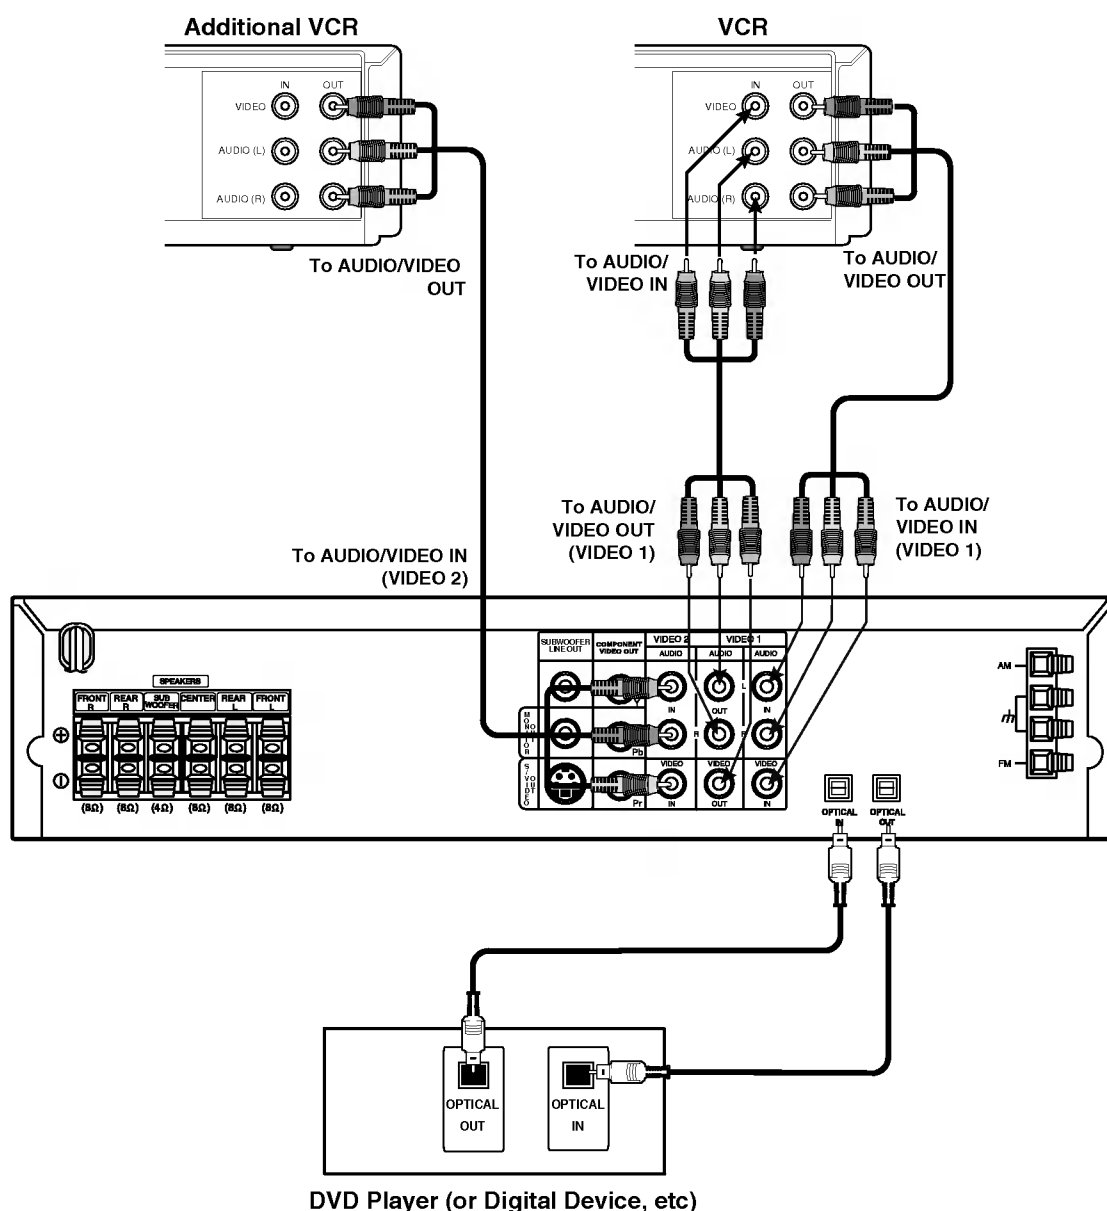 Additional VCR
IN OUT
VIDEO
AUDIO (L)
AUDIO (R)
To AUDIO/VIDEO
OUT
VCR
IN OUT
VIDEO
AUDIO (L)
AUDIO (R)
To AUDIO/
VIDEO IN
To AUDIO/
VIDEO OUT
To AUDIO/
VIDEO OUT
(VIDEO 1)
To AUDIO/
VIDEO IN
(VIDEO 1)
To AUDIO/VIDEO IN
(VIDEO 2)
SPEAKERS
FRONT R
REAR R
SUB WOOFER
CENTER
REAR L
FRONT L
(8Ω) (8Ω) (4Ω) (8Ω) (8Ω) (8Ω)
SUBWOOFER
LINE OUT
COMPONENT
VIDEO OUT
VIDEO 2 VIDEO 1
AUDIO AUDIO AUDIO
L
Y IN OUT IN
MONITOR OUT
R R
Pb
S/VIDEO OUT
VIDEO VIDEO VIDEO
Pr IN OUT IN
AM
FM
OPTICAL
IN
OPTICAL
OUT
OPTICAL
OUT
OPTICAL
IN
DVD Player (or Digital Device, etc)